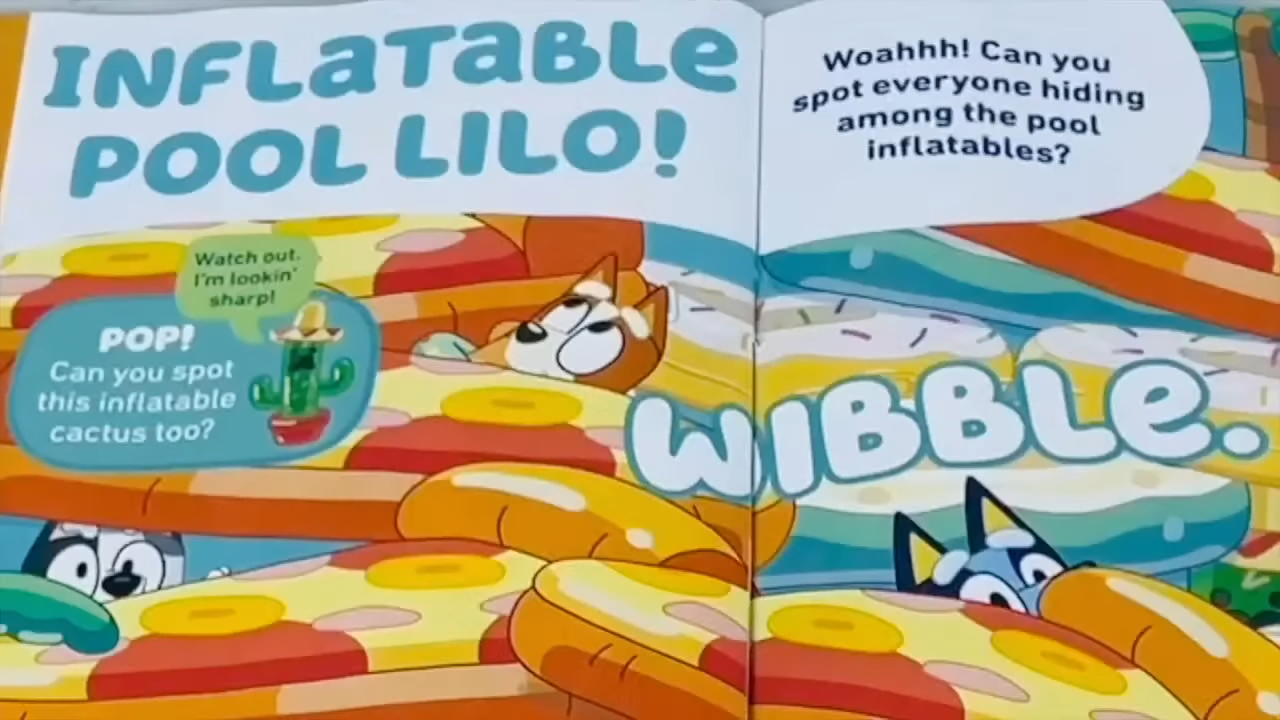 INFLATABLE
POOL LILO!
Woahhh! Can you
spot everyone hiding
among the pool
inflatables?
Watch out.
I'm lookin'
sharp!
POP!
Can you spot
this inflatable
cactus too?
WIBBLE.